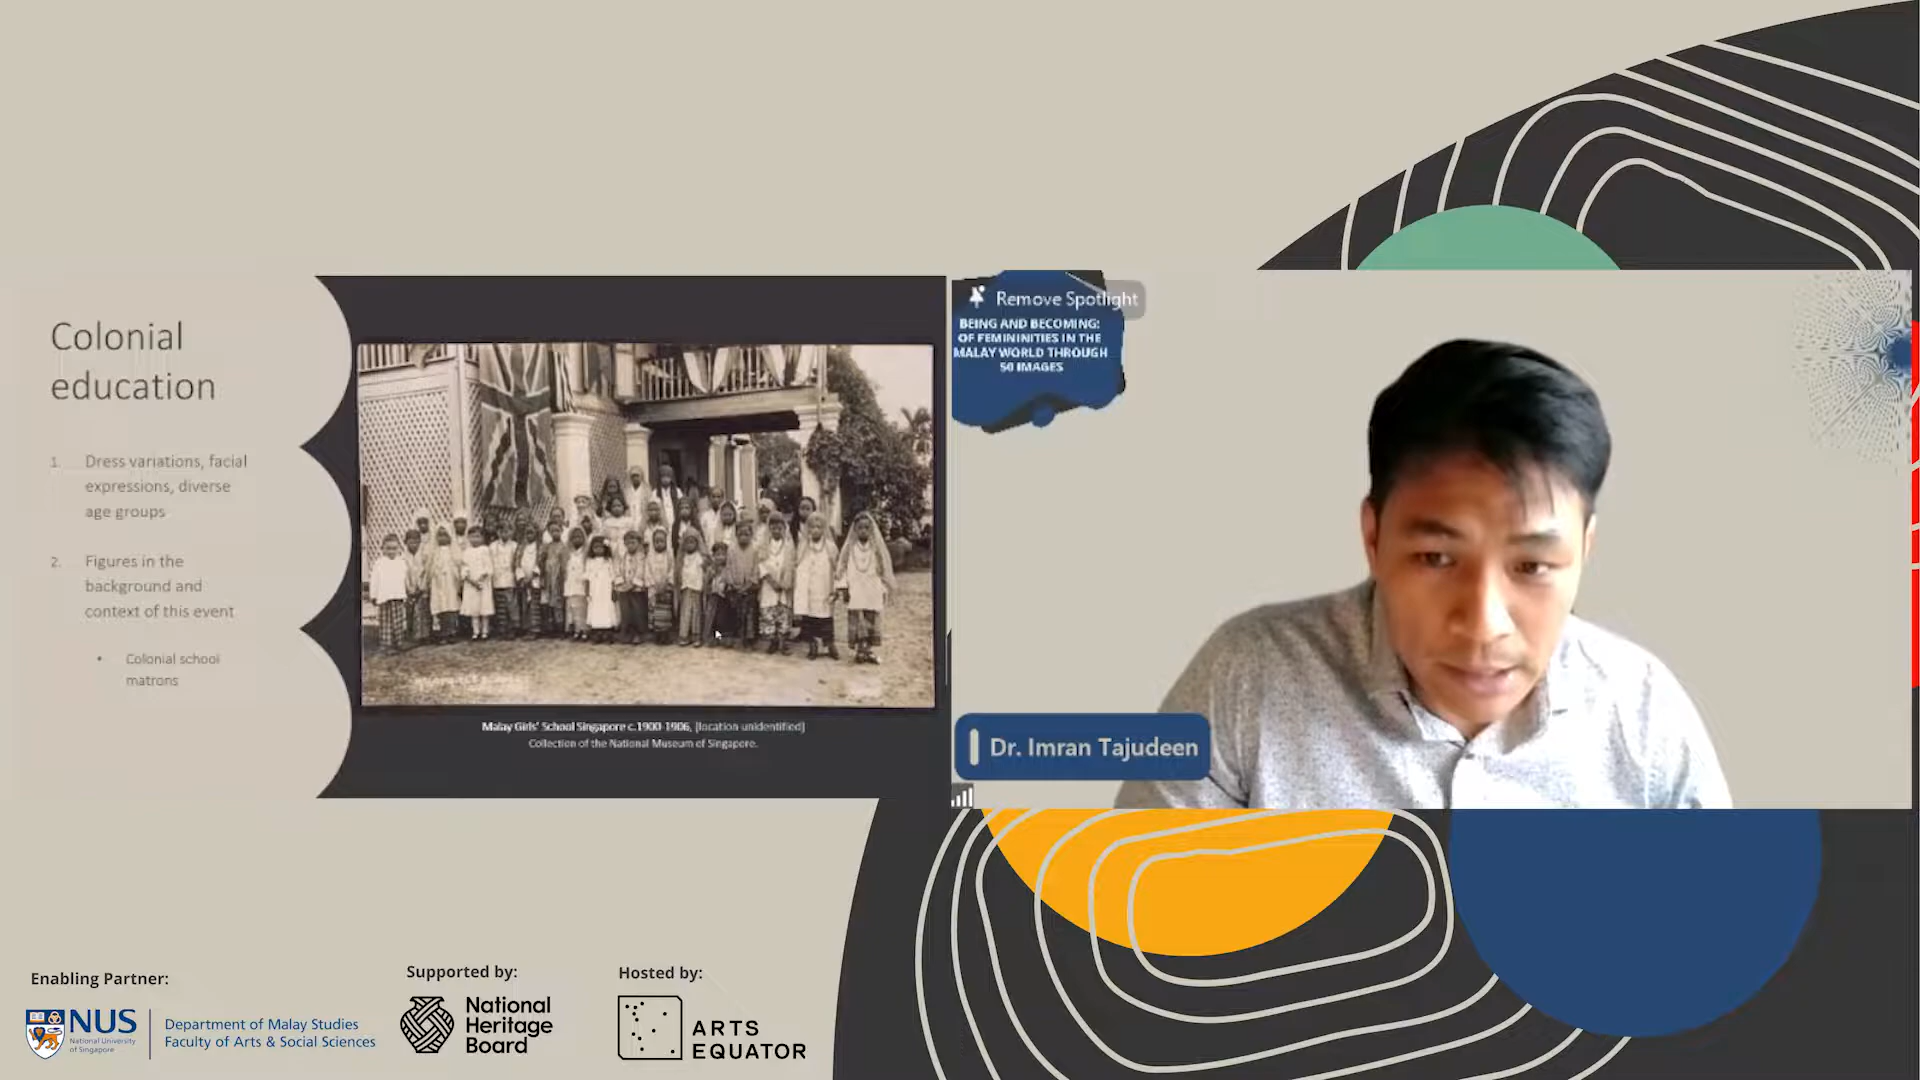 Colonial
education
1. Dress variations, facial
expressions, diverse
age groups
2. Figures in the
background and
context of this event
• Colonial school
matrons
Malay Girls' School Singapore c.1900-1906, [location unidentified]
Collection of the National Museum of Singapore.
Remove Spotlight
BEING AND BECOMING:
OF FEMININITIES IN THE
MALAY WORLD THROUGH
50 IMAGES
Dr. Imran Tajudeen
Enabling Partner:
NUS
National University
of Singapore
Department of Malay Studies
Faculty of Arts & Social Sciences
Supported by:
National
Heritage
Board
Hosted by:
ARTS
EQUATOR